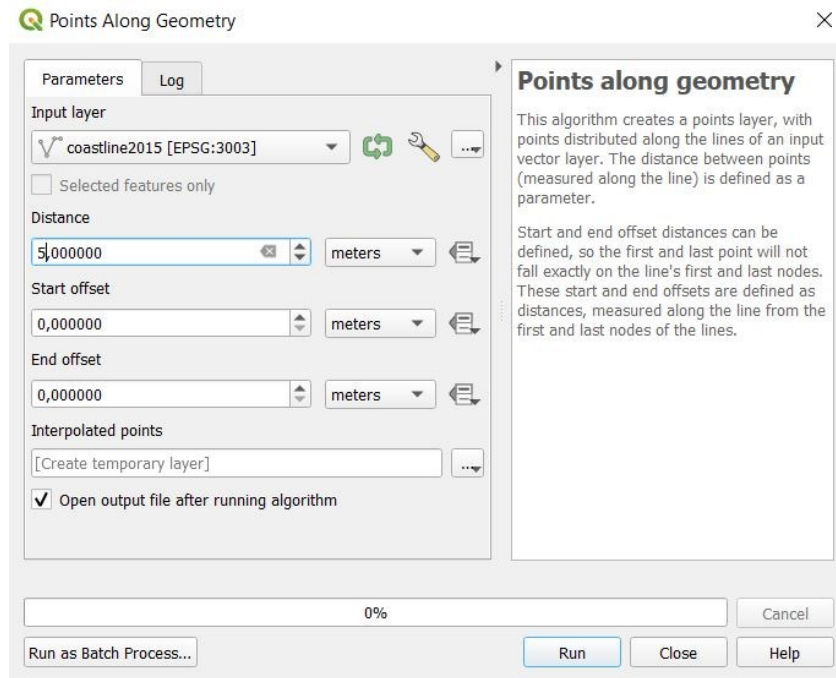 Points Along Geometry
Parameters
Log
Input layer
coastline2015 [EPSG:3003]
...
Selected features only
Distance
5,000000
meters
Start offset
0,000000
meters
End offset
0,000000
meters
Interpolated points
[Create temporary layer]
...
Open output file after running algorithm
Points along geometry
This algorithm creates a points layer, with
points distributed along the lines of an input
vector layer. The distance between points
(measured along the line) is defined as a
parameter.
Start and end offset distances can be
defined, so the first and last point will not
fall exactly on the line's first and last nodes.
These start and end offsets are defined as
distances, measured along the line from the
first and last nodes of the lines.
0%
Cancel
Run as Batch Process...
Run
Close
Help